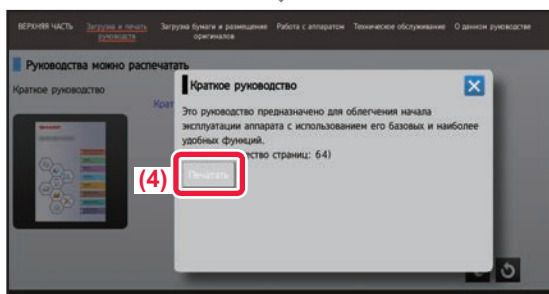 ВЕРХНЯЯ ЧАСТЬ Загрузка и печать Загрузка бумаги и размещение Работа с аппаратом Техническое обслуживание О данном руководстве
руководств оригиналов
Руководства можно распечатать
Краткое руководство
Крат
Краткое руководство
Это руководство предназначено для облегчения начала
эксплуатации аппарата с использованием его базовых и наиболее
удобных функций.
ество страниц: 64)
(4)
Печатать